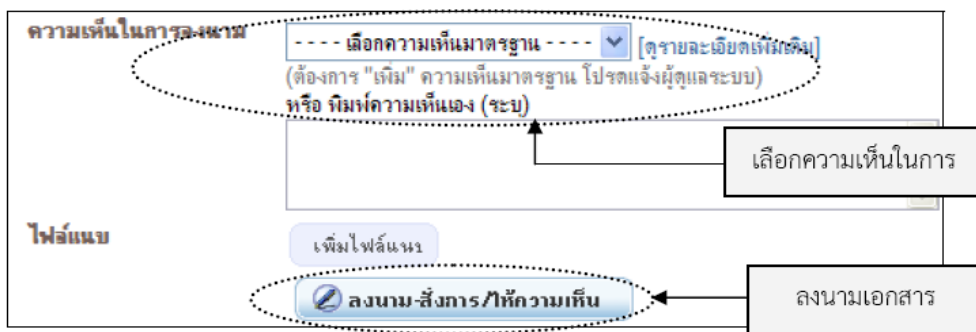 ความเห็นในการลงนาม
- - - - เลือกความเห็นมาตรฐาน - - - - [ดูรายละเอียดเพิ่มเติม]
(ต้องการ "เพิ่ม" ความเห็นมาตรฐาน โปรดแจ้งผู้ดูแลระบบ)
หรือ พิมพ์ความเห็นเอง (ระบุ)
เลือกความเห็นในการ
ไฟล์แนบ
เพิ่มไฟล์แนบ
ลงนาม-สั่งการ/ให้ความเห็น
ลงนามเอกสาร